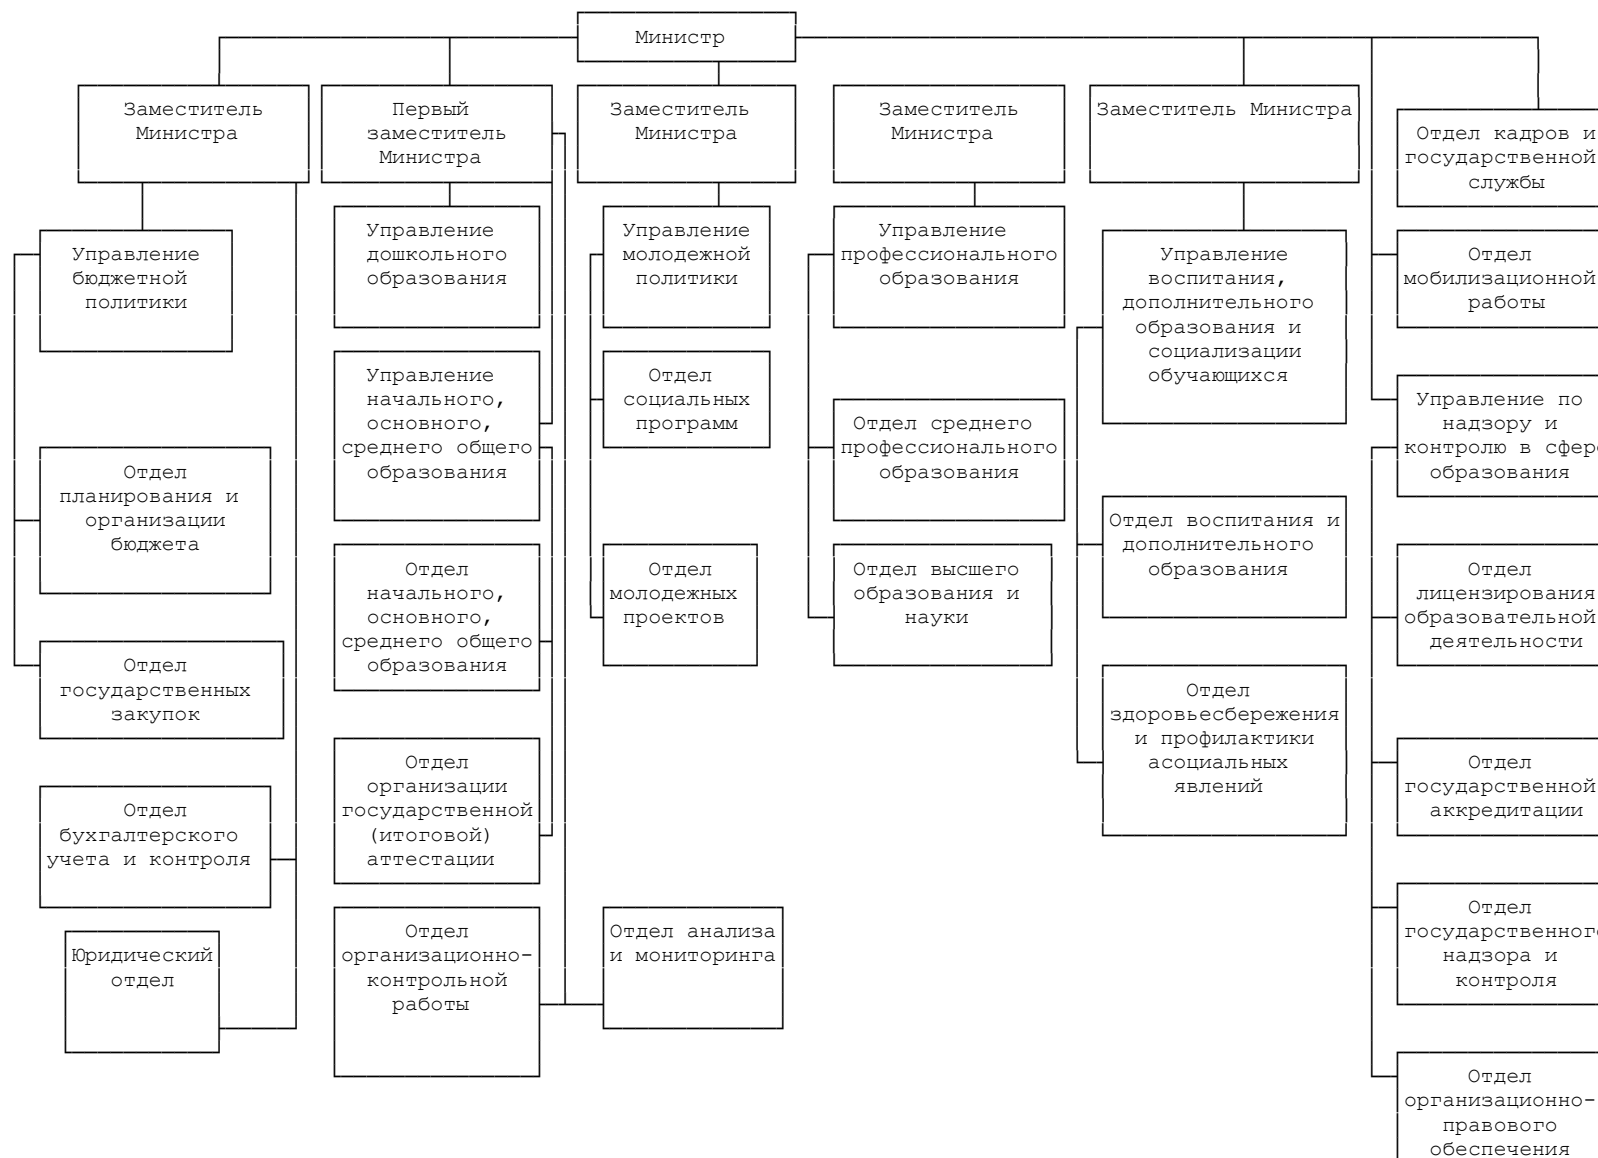 Министр
Заместитель
Министра
Первый
заместитель
Министра
Заместитель
Министра
Заместитель
Министра
Заместитель Министра
Отдел кадров и
государственной
службы
Управление
бюджетной
политики
Отдел
планирования и
организации
бюджета
Отдел
государственных
закупок
Отдел
бухгалтерского
учета и контроля
Юридический
отдел
Управление
дошкольного
образования
Управление
начального,
основного,
среднего общего
образования
Отдел
начального,
основного,
среднего общего
образования
Отдел
организации
государственной
(итоговой)
аттестации
Отдел
организационно-
контрольной
работы
Управление
молодежной
политики
Отдел
социальных
программ
Отдел
молодежных
проектов
Отдел анализа
и мониторинга
Управление
профессионального
образования
Отдел среднего
профессионального
образования
Отдел высшего
образования и
науки
Управление
воспитания,
дополнительного
образования и
социализации
обучающихся
Отдел воспитания и
дополнительного
образования
Отдел
здоровьесбережения
и профилактики
асоциальных
явлений
Отдел
мобилизационной
работы
Управление по
надзору и
контролю в сфере
образования
Отдел
лицензирования
образовательной
деятельности
Отдел
государственной
аккредитации
Отдел
государственного
надзора и
контроля
Отдел
организационно-
правового
обеспечения